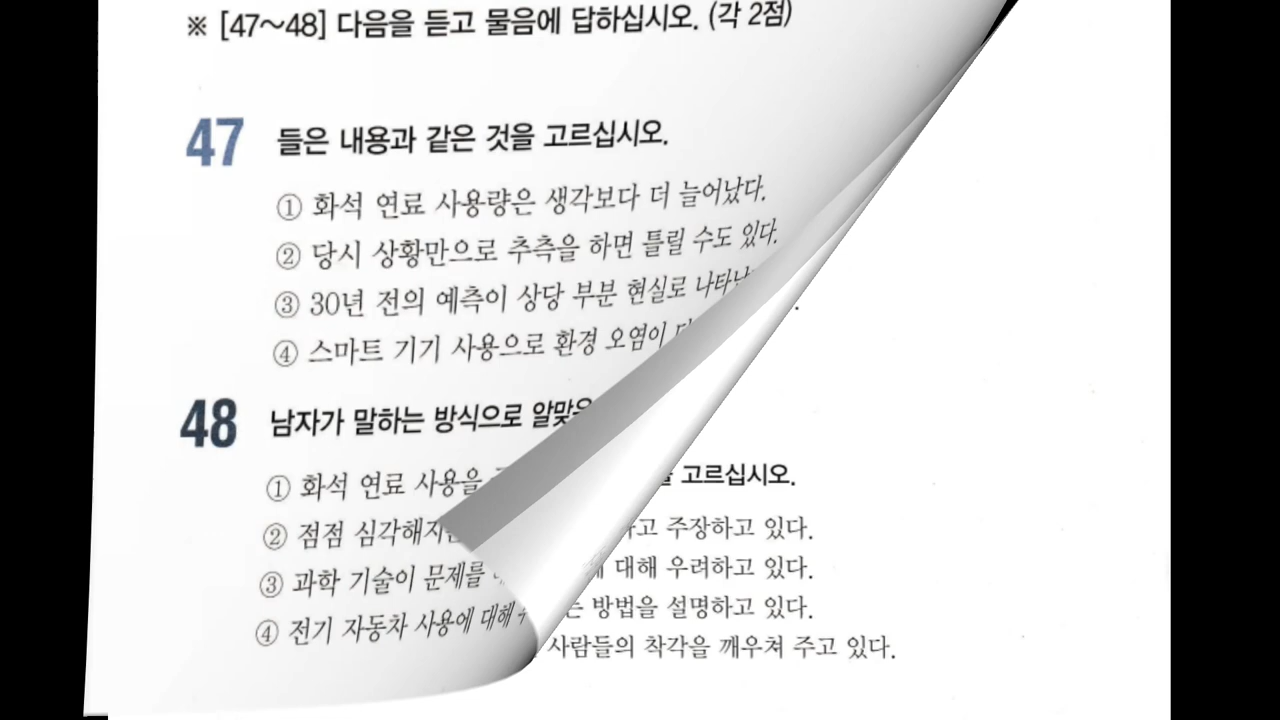 ※ [47～48] 다음을 듣고 물음에 답하십시오. (각 2점)
47 들은 내용과 같은 것을 고르십시오.
① 화석 연료 사용량은 생각보다 더 늘어났다.
② 당시 상황만으로 추측을 하면 틀릴 수도 있다.
③ 30년 전의 예측이 상당 부분 현실로
④ 스마트 기기 사용으로 환경 오염이
48 남자가 말하는 방식으로 알맞은
고르십시오.
① 화석 연료 사용을
주장하고 있다.
② 점점
대해 우려하고 있다.
③ 과학 기술이 문제를
방법을 설명하고 있다.
④ 전기 자동차 사용에 대해
사람들의 착각을 깨우쳐 주고 있다.